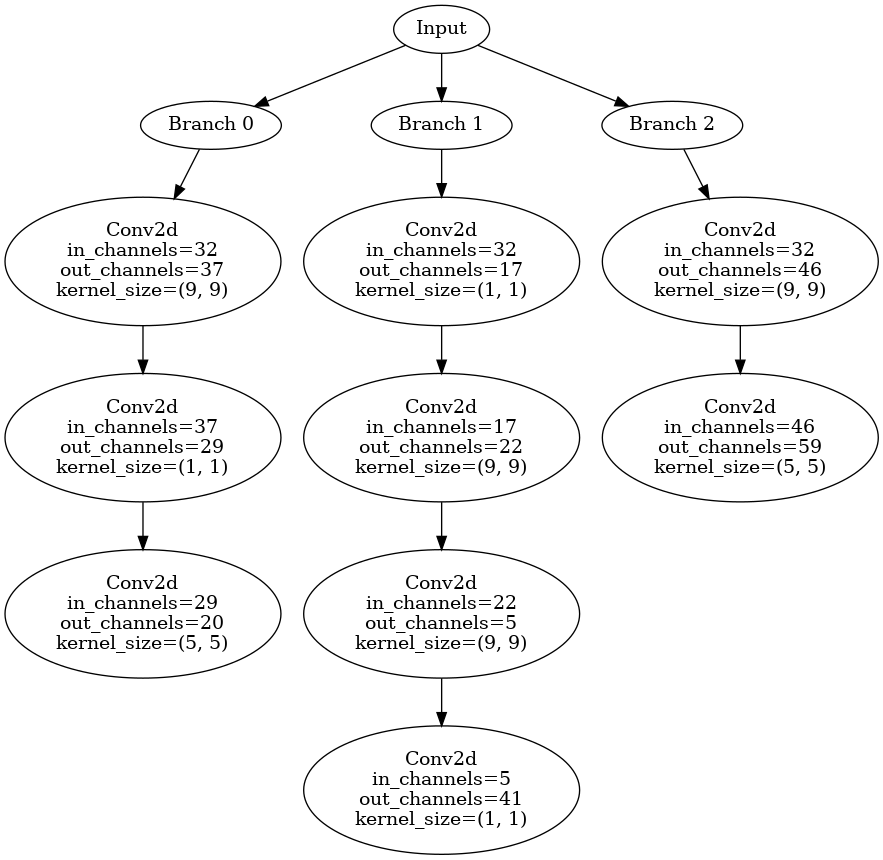 Input
Branch 0
Branch 1
Branch 2
Conv2d
in_channels=32
out_channels=37
kernel_size=(9, 9)
Conv2d
in_channels=32
out_channels=17
kernel_size=(1, 1)
Conv2d
in_channels=32
out_channels=46
kernel_size=(9, 9)
Conv2d
in_channels=37
out_channels=29
kernel_size=(1, 1)
Conv2d
in_channels=17
out_channels=22
kernel_size=(9, 9)
Conv2d
in_channels=46
out_channels=59
kernel_size=(5, 5)
Conv2d
in_channels=29
out_channels=20
kernel_size=(5, 5)
Conv2d
in_channels=22
out_channels=5
kernel_size=(9, 9)
Conv2d
in_channels=5
out_channels=41
kernel_size=(1, 1)